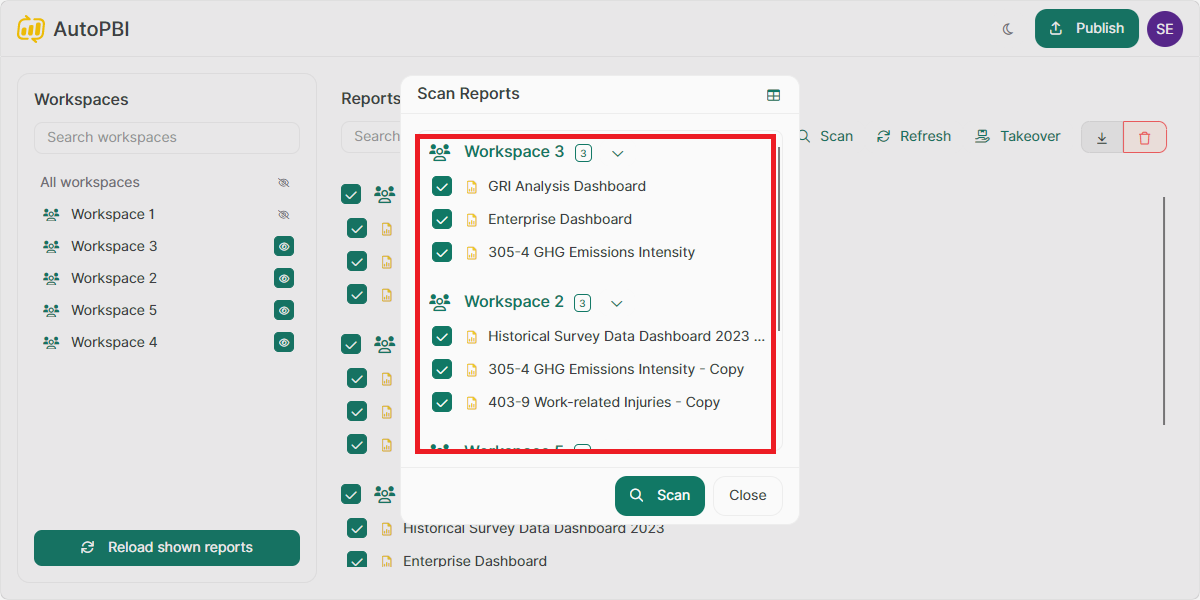 AutoPBI
Publish
SE
Workspaces
Search workspaces
All workspaces
Workspace 1
Workspace 3
Workspace 2
Workspace 5
Workspace 4
Reload shown reports
Reports
Search
Scan
Refresh
Takeover
Scan Reports
Workspace 3 3
GRI Analysis Dashboard
Enterprise Dashboard
305-4 GHG Emissions Intensity
Workspace 2 3
Historical Survey Data Dashboard 2023 ...
305-4 GHG Emissions Intensity - Copy
403-9 Work-related Injuries - Copy
Workspace 5
Scan
Close
Historical Survey Data Dashboard 2023
Enterprise Dashboard